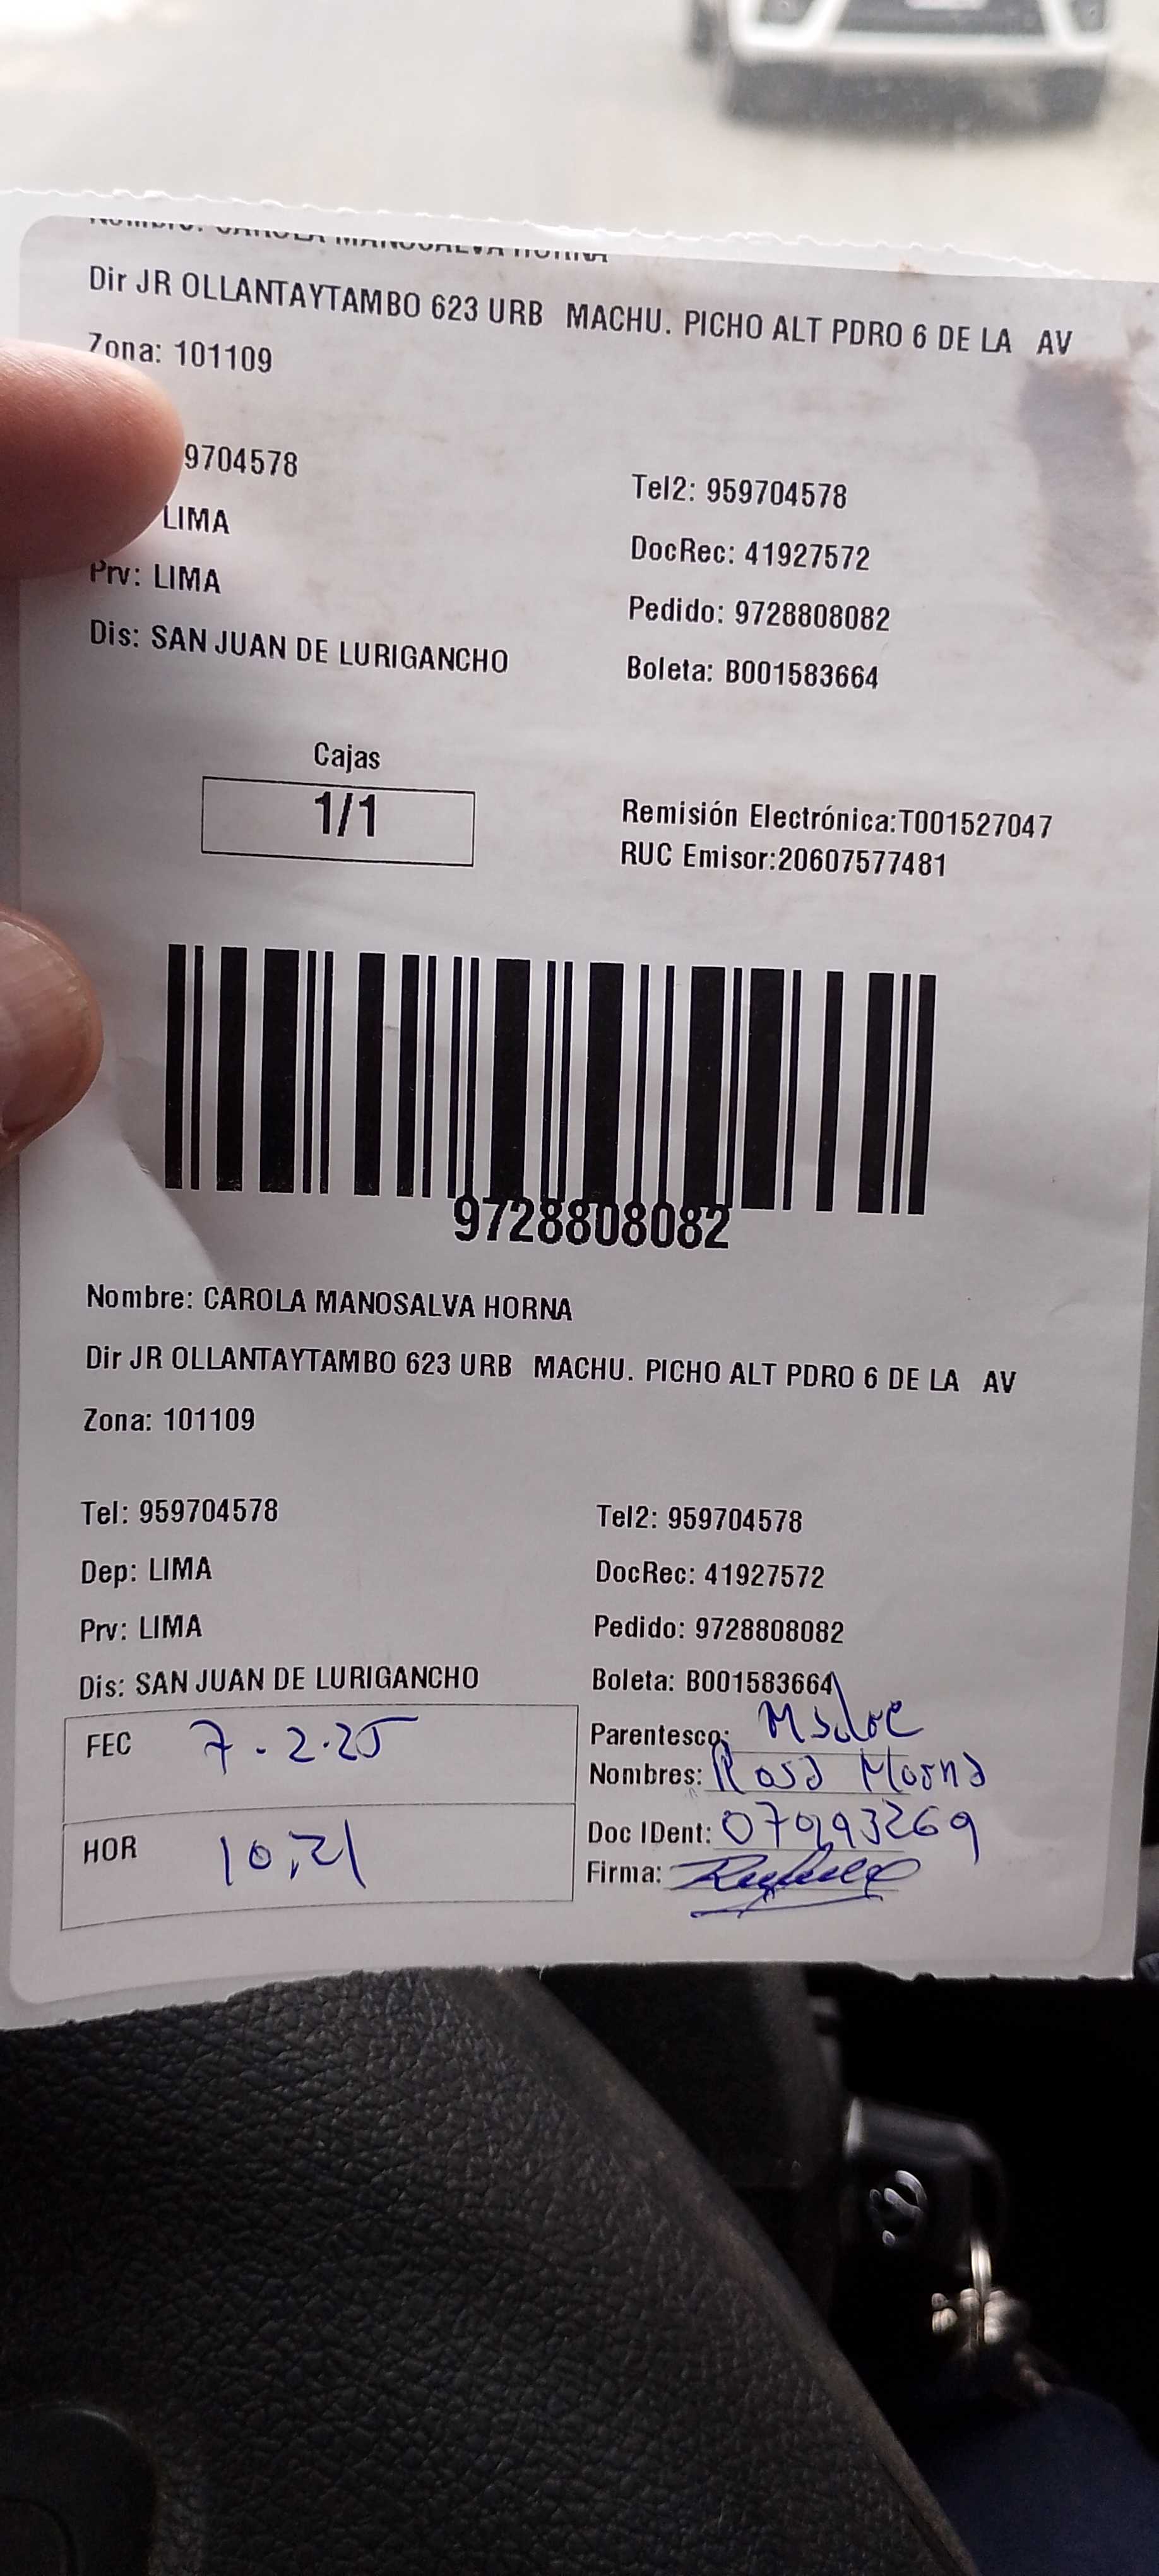 Nombre: CAROLA MANOSALVA HORNA
Dir JR OLLANTAYTAMBO 623 URB MACHU. PICHO ALT PDRO 6 DE LA AV
Zona: 101109
9704578 Tel2: 959704578
LIMA DocRec: 41927572
Prv: LIMA Pedido: 9728808082
Dis: SAN JUAN DE LURIGANCHO Boleta: B001583664
Cajas
1/1
Remisión Electrónica:T001527047
RUC Emisor:20607577481
9728808082
Nombre: CAROLA MANOSALVA HORNA
Dir JR OLLANTAYTAMBO 623 URB MACHU. PICHO ALT PDRO 6 DE LA AV
Zona: 101109
Tel: 959704578 Tel2: 959704578
Dep: LIMA DocRec: 41927572
Prv: LIMA Pedido: 9728808082
Dis: SAN JUAN DE LURIGANCHO Boleta: B001583664
FEC 7-2-25 Parentesco:
Nombres: Rosa Horna
HOR 10,21 Doc IDent:
Firma: